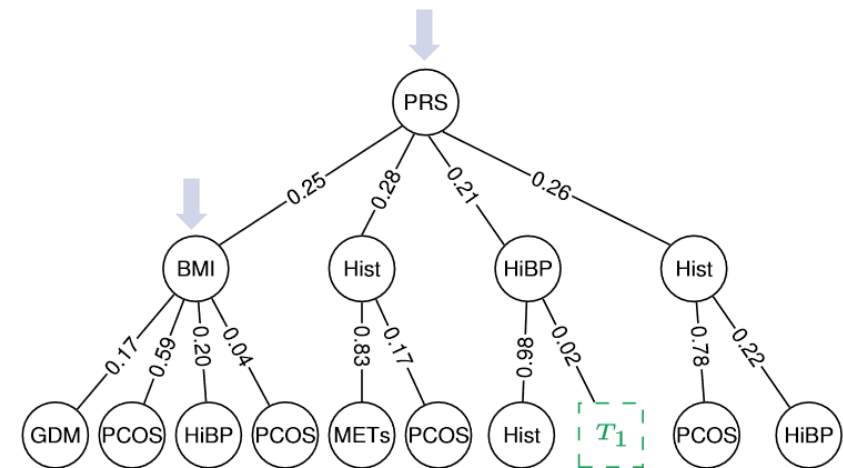 PRS
0.25 0.28 0.21 0.26
BMI Hist HiBP Hist
0.17 0.59 0.20 0.04 0.83 0.17 0.98 0.02 0.78 0.22
GDM PCOS HiBP PCOS METs PCOS Hist T₁ PCOS HiBP